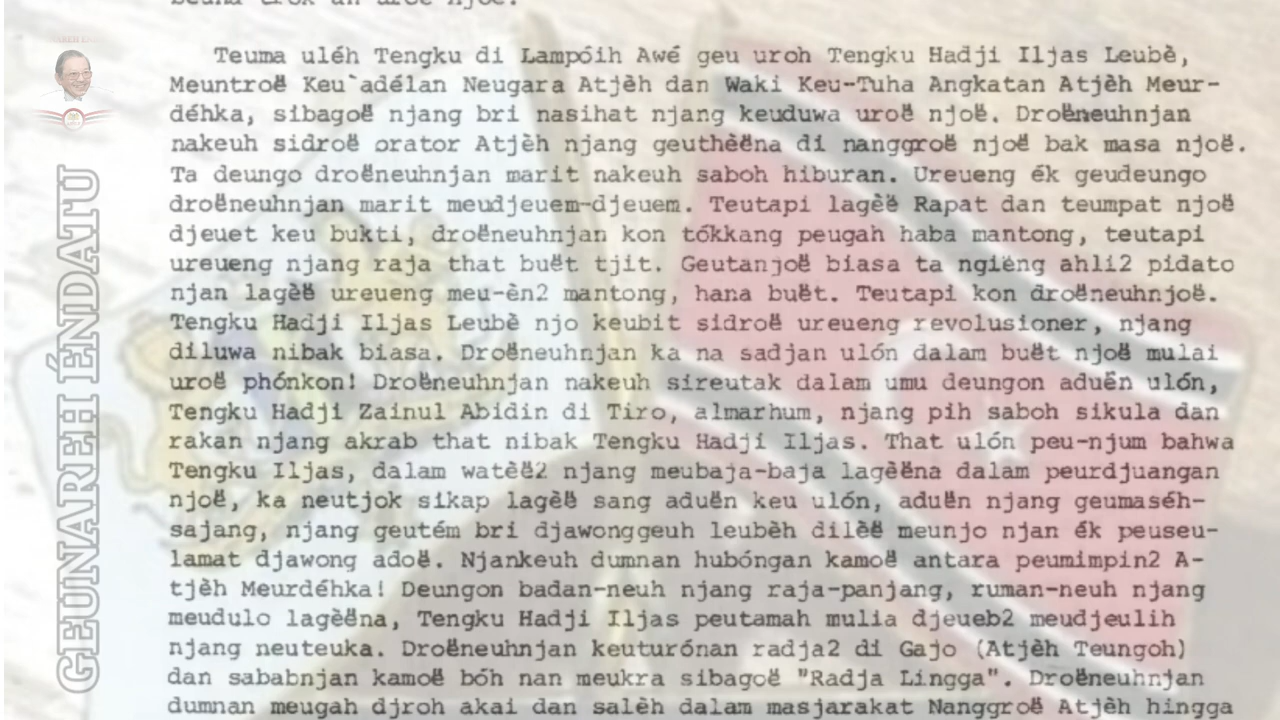 Teuma uléh Tengku di Lampóih Awé geu uroh Tengku Hadji Iljas Leubè,
Meuntroë Keu`adélan Neugara Atjèh dan Waki Keu-Tuha Angkatan Atjèh Meur-
déhka, sibagoë njang bri nasihat njang keuduwa uroë njoë. Droëneuhnjan
nakeuh sidroë orator Atjèh njang geuthèëna di nanggroë njoë bak masa njoë.
Ta deungo droëneuhnjan marit nakeuh saboh hiburan. Ureueng ék geudeungo
droëneuhnjan marit meudjeuem-djeuem. Teutapi lagèë Rapat dan teumpat njoë
djeuet keu bukti, droëneuhnjan kon tókkang peugah haba mantong, teutapi
ureueng njang raja that buët tjit. Geutanjoë biasa ta ngiëng ahli2 pidato
njan lagèë ureueng meu-èn2 mantong, hana buët. Teutapi kon droëneuhnjoë.
Tengku Hadji Iljas Leubè njo keubit sidroë ureueng revolusioner, njang
diluwa nibak biasa. Droëneuhnjan ka na sadjan ulón dalam buët njoë mulai
uroë phónkon! Droëneuhnjan nakeuh sireutak dalam umu deungon aduën ulón,
Tengku Hadji Zainul Abidin di Tiro, almarhum, njang pih saboh sikula dan
rakan njang akrab that nibak Tengku Hadji Iljas. That ulón peu-njum bahwa
Tengku Iljas, dalam watèë2 njang meubaja-baja lagèëna dalam peurdjuangan
njoë, ka neutjok sikap lagèë sang aduën keu ulón, aduën njang geumaséh-
sajang, njang geutém bri djawonggeuh leubèh dilèë meunjo njan ék peuseu-
lamat djawong adoë. Njankeuh dumnan hubóngan kamoë antara peumimpin2 A-
tjèh Meurdéhka! Deungon badan-neuh njang raja-panjang, ruman-neuh njang
meudulo lagèëna, Tengku Hadji Iljas peutamah mulia djeueb2 meudjeulih
njang neuteuka. Droëneuhnjan keuturónan radja2 di Gajo (Atjèh Teungoh)
dan sababnjan kamoë bóh nan meukra sibagoë "Radja Lingga". Droëneuhnjan
dumnan meugah djroh akai dan salèh dalam masjarakat Nanggroë Atjèh hingga
GEUNAREH ÉNDATU